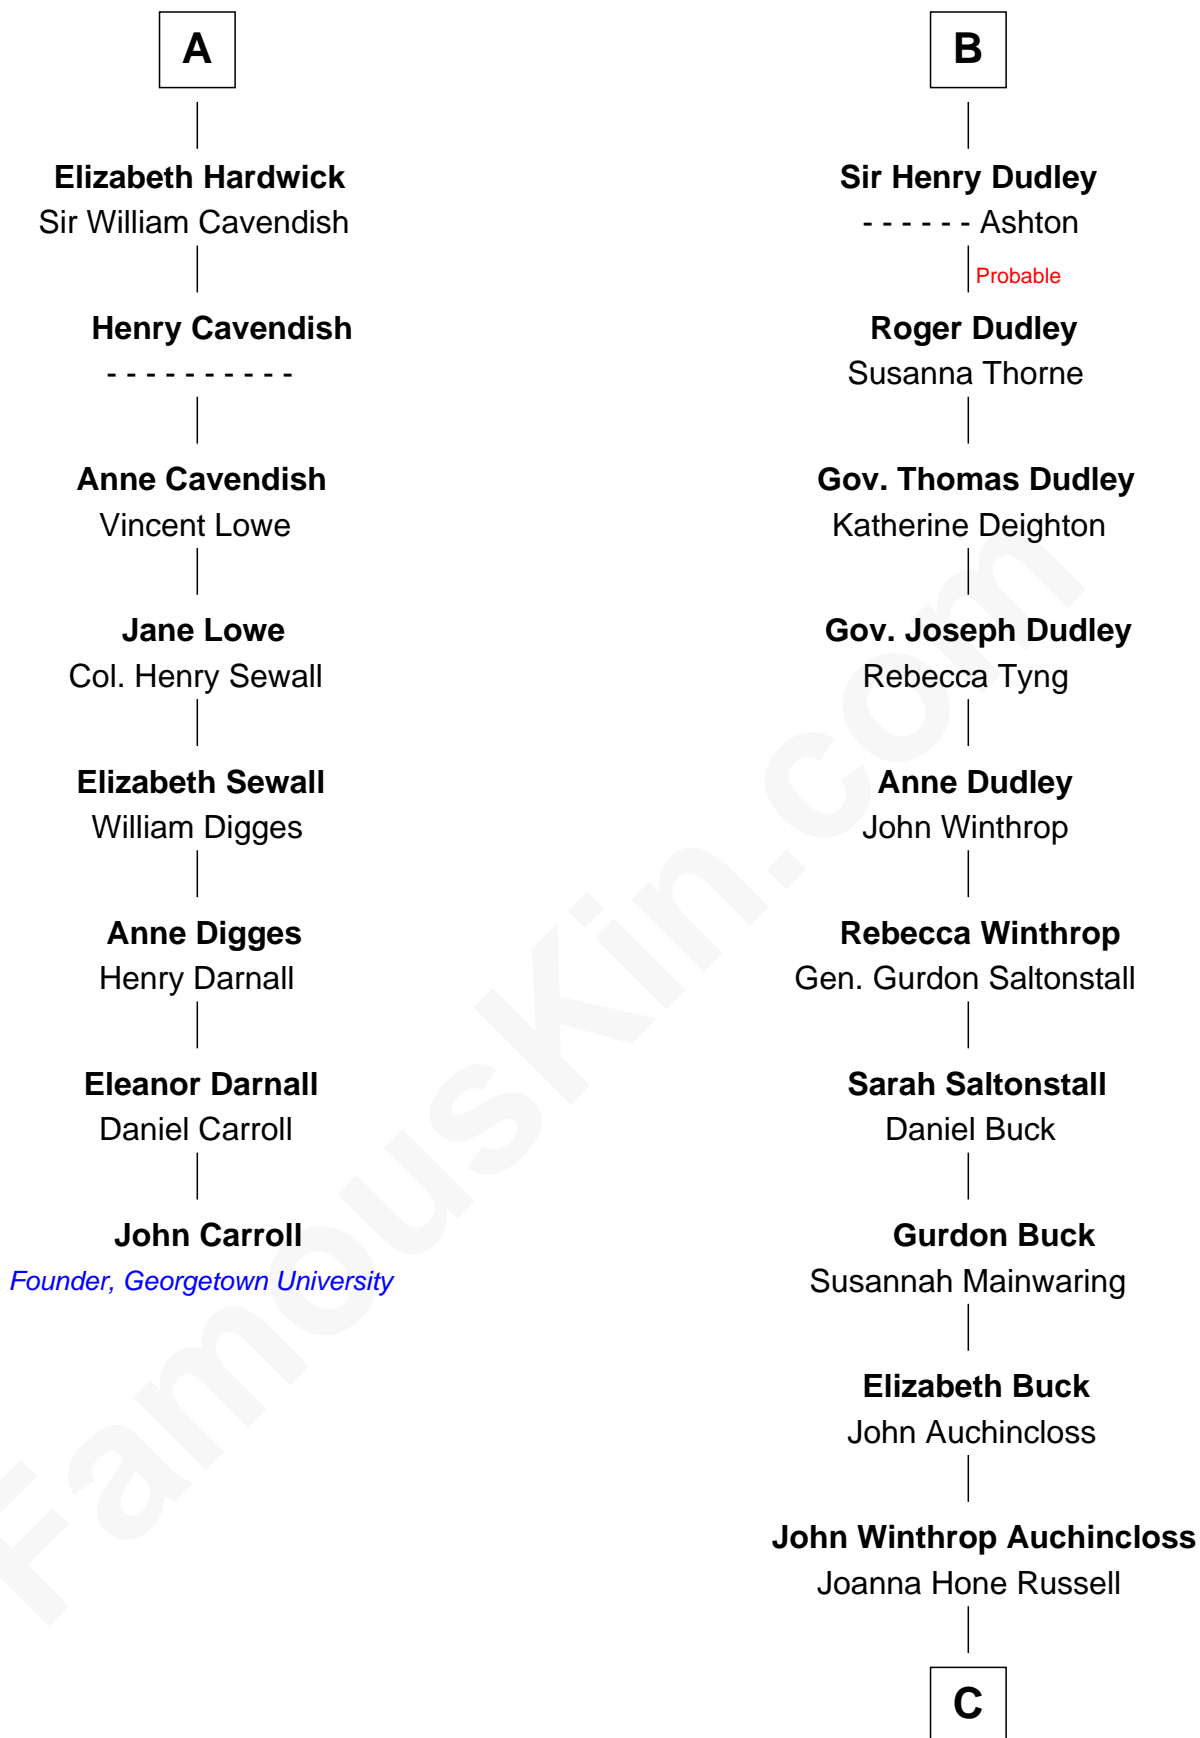 A
Elizabeth Hardwick
Sir William Cavendish
Henry Cavendish
- - - - - - - - - -
Anne Cavendish
Vincent Lowe
Jane Lowe
Col. Henry Sewall
Elizabeth Sewall
William Digges
Anne Digges
Henry Darnall
Eleanor Darnall
Daniel Carroll
John Carroll
Founder, Georgetown University
B
Sir Henry Dudley
- - - - - - Ashton
Probable
Roger Dudley
Susanna Thorne
Gov. Thomas Dudley
Katherine Deighton
Gov. Joseph Dudley
Rebecca Tyng
Anne Dudley
John Winthrop
Rebecca Winthrop
Gen. Gurdon Saltonstall
Sarah Saltonstall
Daniel Buck
Gurdon Buck
Susannah Mainwaring
Elizabeth Buck
John Auchincloss
John Winthrop Auchincloss
Joanna Hone Russell
C
FamousKin.com